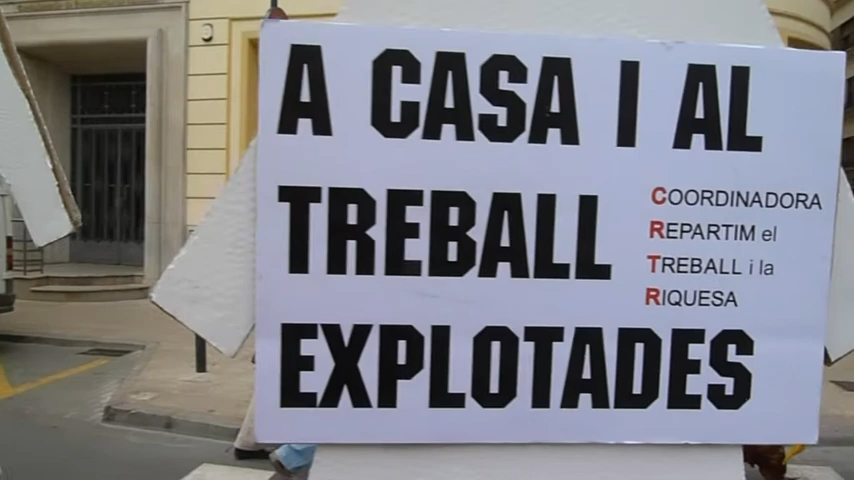 A CASA I AL
TREBALL
COORDINADORA
REPARTIM el
TREBALL i la
RIQUESA
EXPLOTADES